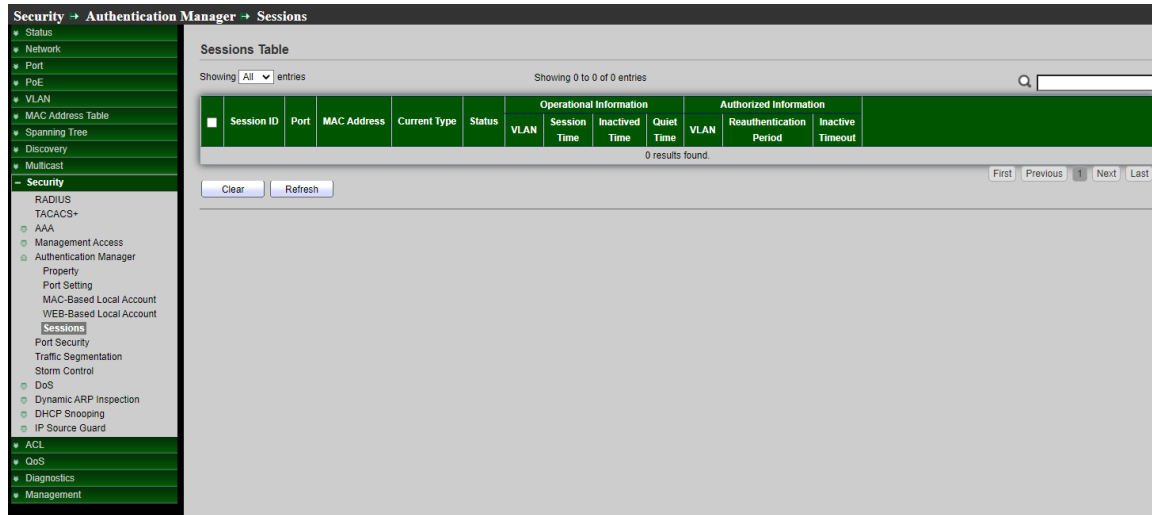 Security → Authentication Manager → Sessions
Status
Network
Port
PoE
VLAN
MAC Address Table
Spanning Tree
Discovery
Multicast
Security
RADIUS
TACACS+
AAA
Management Access
Authentication Manager
Property
Port Setting
MAC-Based Local Account
WEB-Based Local Account
Sessions
Port Security
Traffic Segmentation
Storm Control
DoS
Dynamic ARP Inspection
DHCP Snooping
IP Source Guard
ACL
QoS
Diagnostics
Management
Sessions Table
Showing All entries
Showing 0 to 0 of 0 entries
Session ID
Port
MAC Address
Current Type
Status
Operational Information
VLAN
Session Time
Inactived Time
Quiet Time
Authorized Information
VLAN
Reauthentication Period
Inactive Timeout
0 results found.
First Previous 1 Next Last
Clear Refresh